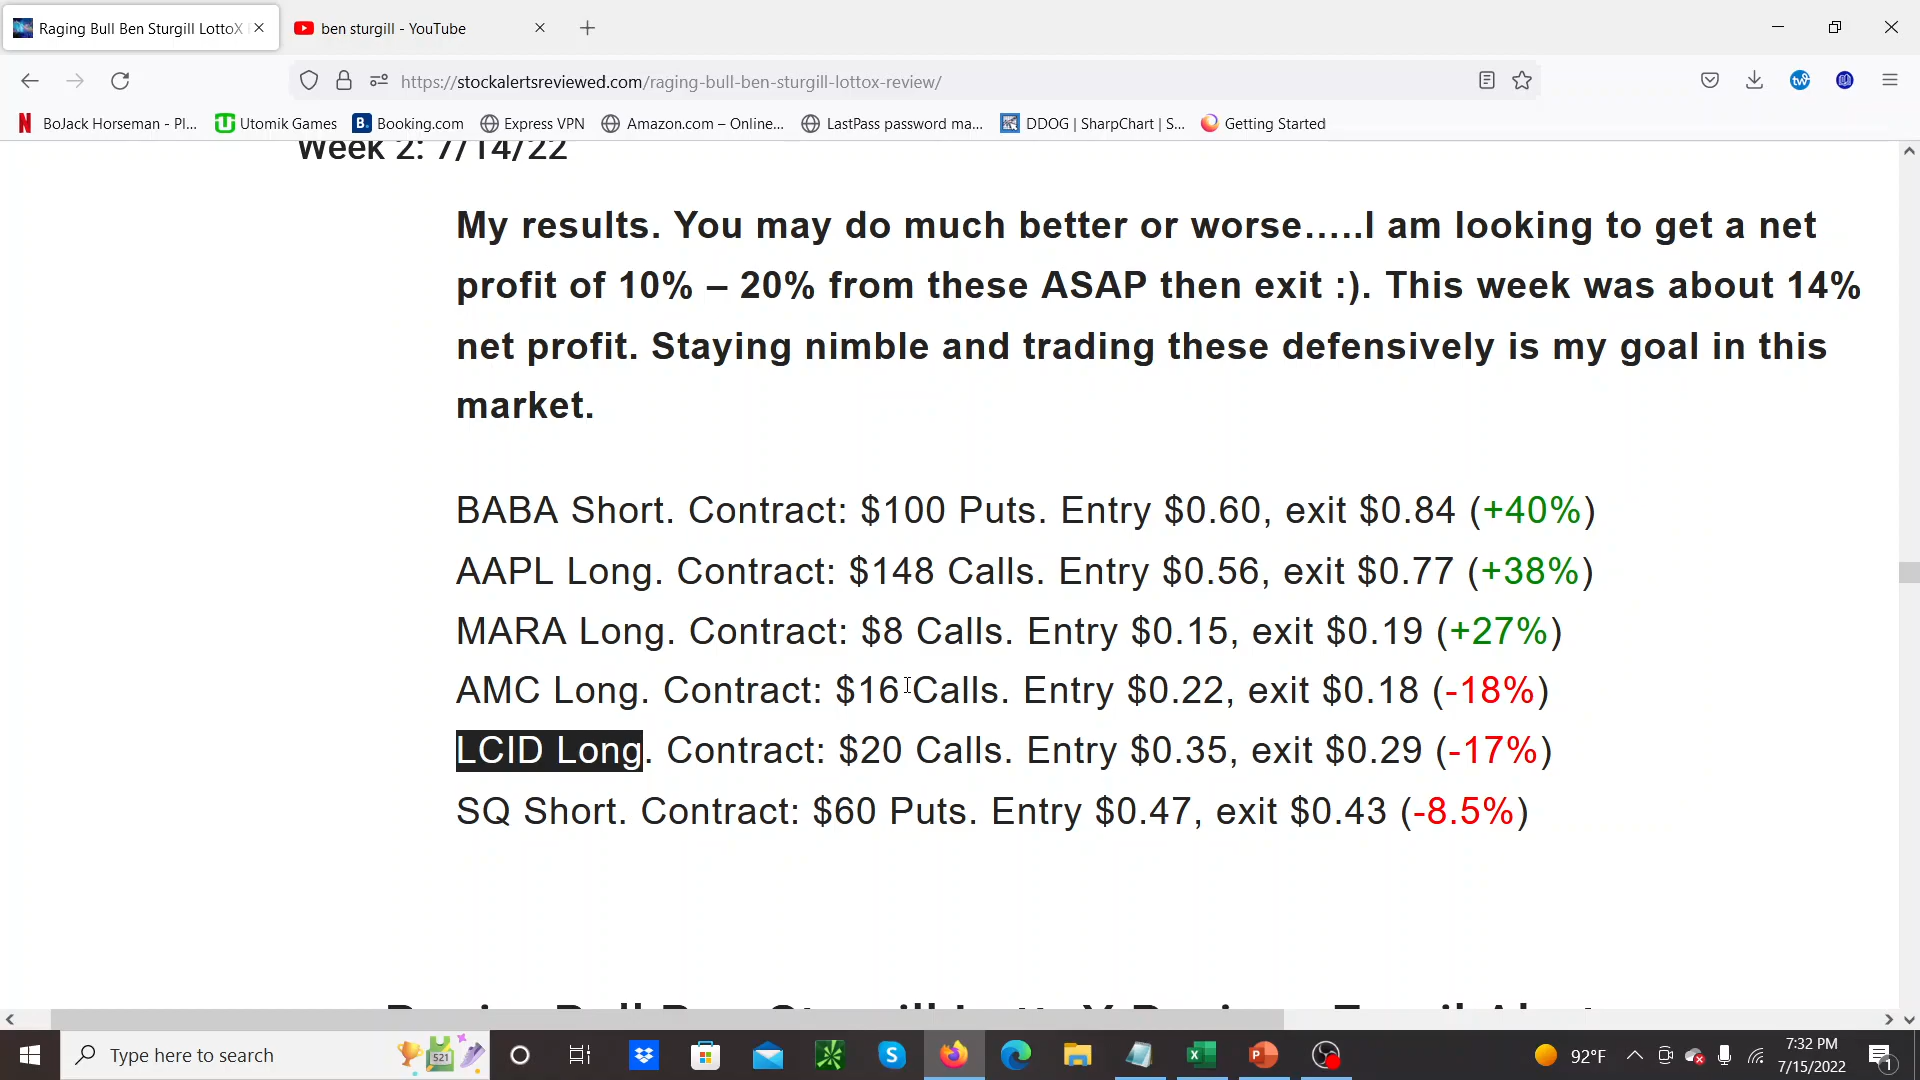 Raging Bull Ben Sturgill LottoX
ben sturgill - YouTube
https://stockalertsreviewed.com/raging-bull-ben-sturgill-lottox-review/
BoJack Horseman - Pl...
Utomik Games
Booking.com
Express VPN
Amazon.com – Online...
LastPass password ma...
DDOG | SharpChart | S...
Getting Started
Week 2: 7/14/22
My results. You may do much better or worse…..I am looking to get a net
profit of 10% – 20% from these ASAP then exit :). This week was about 14%
net profit. Staying nimble and trading these defensively is my goal in this
market.
BABA Short. Contract: $100 Puts. Entry $0.60, exit $0.84 (+40%)
AAPL Long. Contract: $148 Calls. Entry $0.56, exit $0.77 (+38%)
MARA Long. Contract: $8 Calls. Entry $0.15, exit $0.19 (+27%)
AMC Long. Contract: $16 Calls. Entry $0.22, exit $0.18 (-18%)
LCID Long. Contract: $20 Calls. Entry $0.35, exit $0.29 (-17%)
SQ Short. Contract: $60 Puts. Entry $0.47, exit $0.43 (-8.5%)
Type here to search
521
92°F
7:32 PM
7/15/2022
1